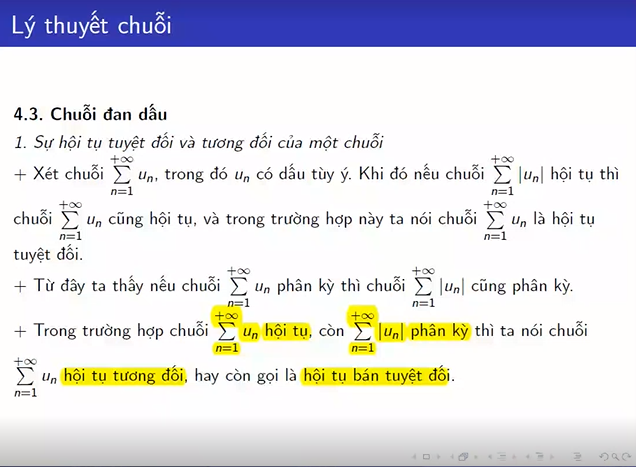 Lý thuyết chuỗi
4.3. Chuỗi đan dấu
1. Sự hội tụ tuyệt đối và tương đối của một chuỗi
+ Xét chuỗi $\sum_{n=1}^{+\infty} u_n$, trong đó $u_n$ có dấu tùy ý. Khi đó nếu chuỗi $\sum_{n=1}^{+\infty} |u_n|$ hội tụ thì
chuỗi $\sum_{n=1}^{+\infty} u_n$ cũng hội tụ, và trong trường hợp này ta nói chuỗi $\sum_{n=1}^{+\infty} u_n$ là hội tụ
tuyệt đối.
+ Từ đây ta thấy nếu chuỗi $\sum_{n=1}^{+\infty} u_n$ phân kỳ thì chuỗi $\sum_{n=1}^{+\infty} |u_n|$ cũng phân kỳ.
+ Trong trường hợp chuỗi $\sum_{n=1}^{+\infty} u_n$ hội tụ, còn $\sum_{n=1}^{+\infty} |u_n|$ phân kỳ thì ta nói chuỗi
$\sum_{n=1}^{+\infty} u_n$ hội tụ tương đối, hay còn gọi là hội tụ bán tuyệt đối.